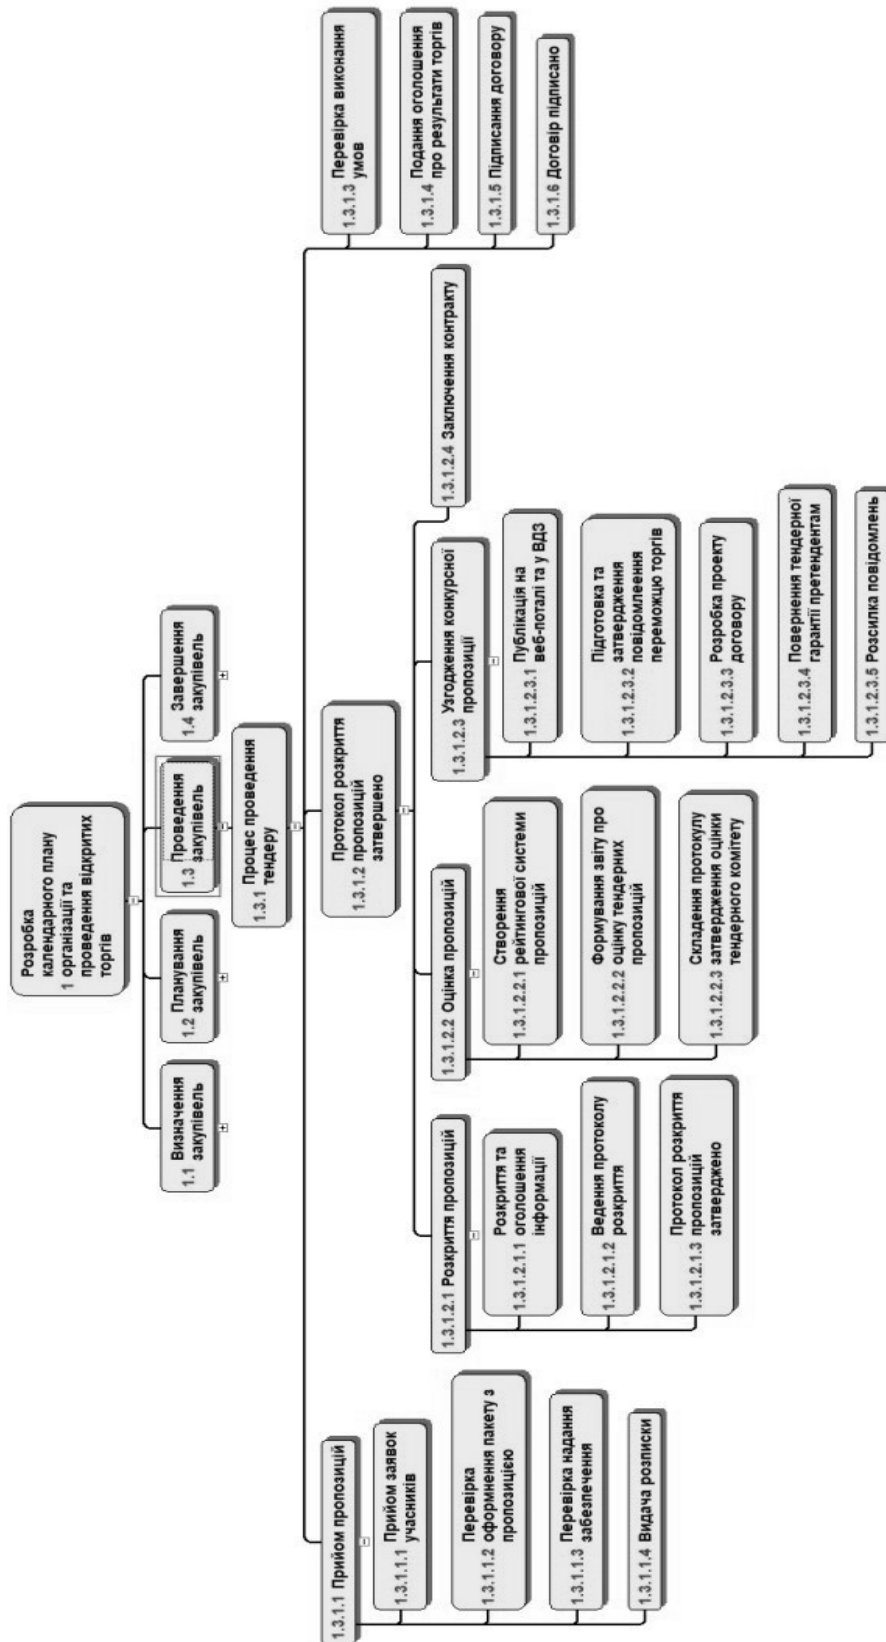 Розробка
календарного плану
1 організації та
проведення відкритих
торгів
1.1 Визначення
закупівель
1.2 Планування
закупівель
1.3 Проведення
закупівель
1.4 Завершення
закупівель
1.3.1 Процес проведення
тендеру
1.3.1.1 Прийом пропозицій
Прийом заявок
1.3.1.1.1 учасників
Перевірка
1.3.1.1.2 оформнення пакету з
пропозицією
1.3.1.1.3 Перевірка надання
забезпечення
1.3.1.1.4 Видача розписки
Протокол розкриття
1.3.1.2 пропозицій
затвершено
1.3.1.2.1 Розкриття пропозицій
Розкриття та
1.3.1.2.1.1 оголошення
інформації
1.3.1.2.1.2 Ведення протоколу
розкриття
Протокол розкриття
1.3.1.2.1.3 пропозицій
затверджено
1.3.1.2.2 Оцінка пропозицій
Створення
1.3.1.2.2.1 рейтингової системи
пропозицій
Формування звіту про
1.3.1.2.2.2 оцінку тендерних
пропозицій
Складення протокулу
1.3.1.2.2.3 затвердження оцінки
тендерного комітету
1.3.1.2.3 Узгодження конкурсної
пропозиції
1.3.1.2.3.1 Публікація на
веб-поталі та у ВДЗ
Підготовка та
1.3.1.2.3.2 затвердження
повідомлеення
переможцю торгів
1.3.1.2.3.3 Розробка проекту
договору
1.3.1.2.3.4 Повернення тендерної
гарантії претендентам
1.3.1.2.3.5 Розсилка повідомлень
1.3.1.2.4 Заключення контракту
1.3.1.3 Перевірка виконання
умов
1.3.1.4 Подання оголошення
про результати торгів
1.3.1.5 Підписання договору
1.3.1.6 Договір підписано